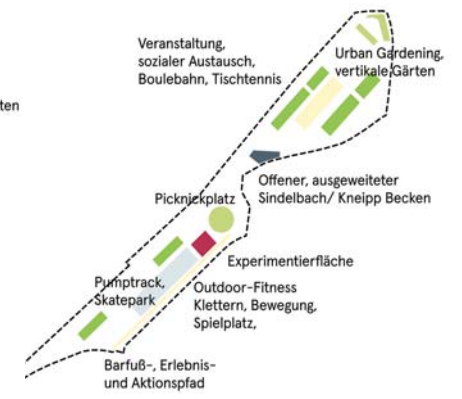 Veranstaltung,
sozialer Austausch,
Boulebahn, Tischtennis
Urban Gardening,
vertikale Gärten
ten
Offener, ausgeweiteter
Sindelbach/ Kneipp Becken
Picknickplatz
Experimentierfläche
Pumptrack,
Skatepark
Outdoor-Fitness
Klettern, Bewegung,
Spielplatz,
Barfuß-, Erlebnis-
und Aktionspfad